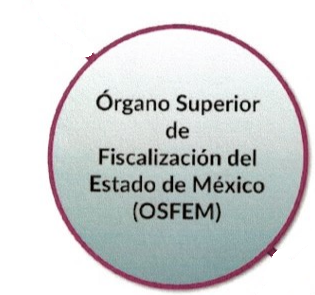 Órgano Superior
de
Fiscalización del
Estado de México
(OSFEM)